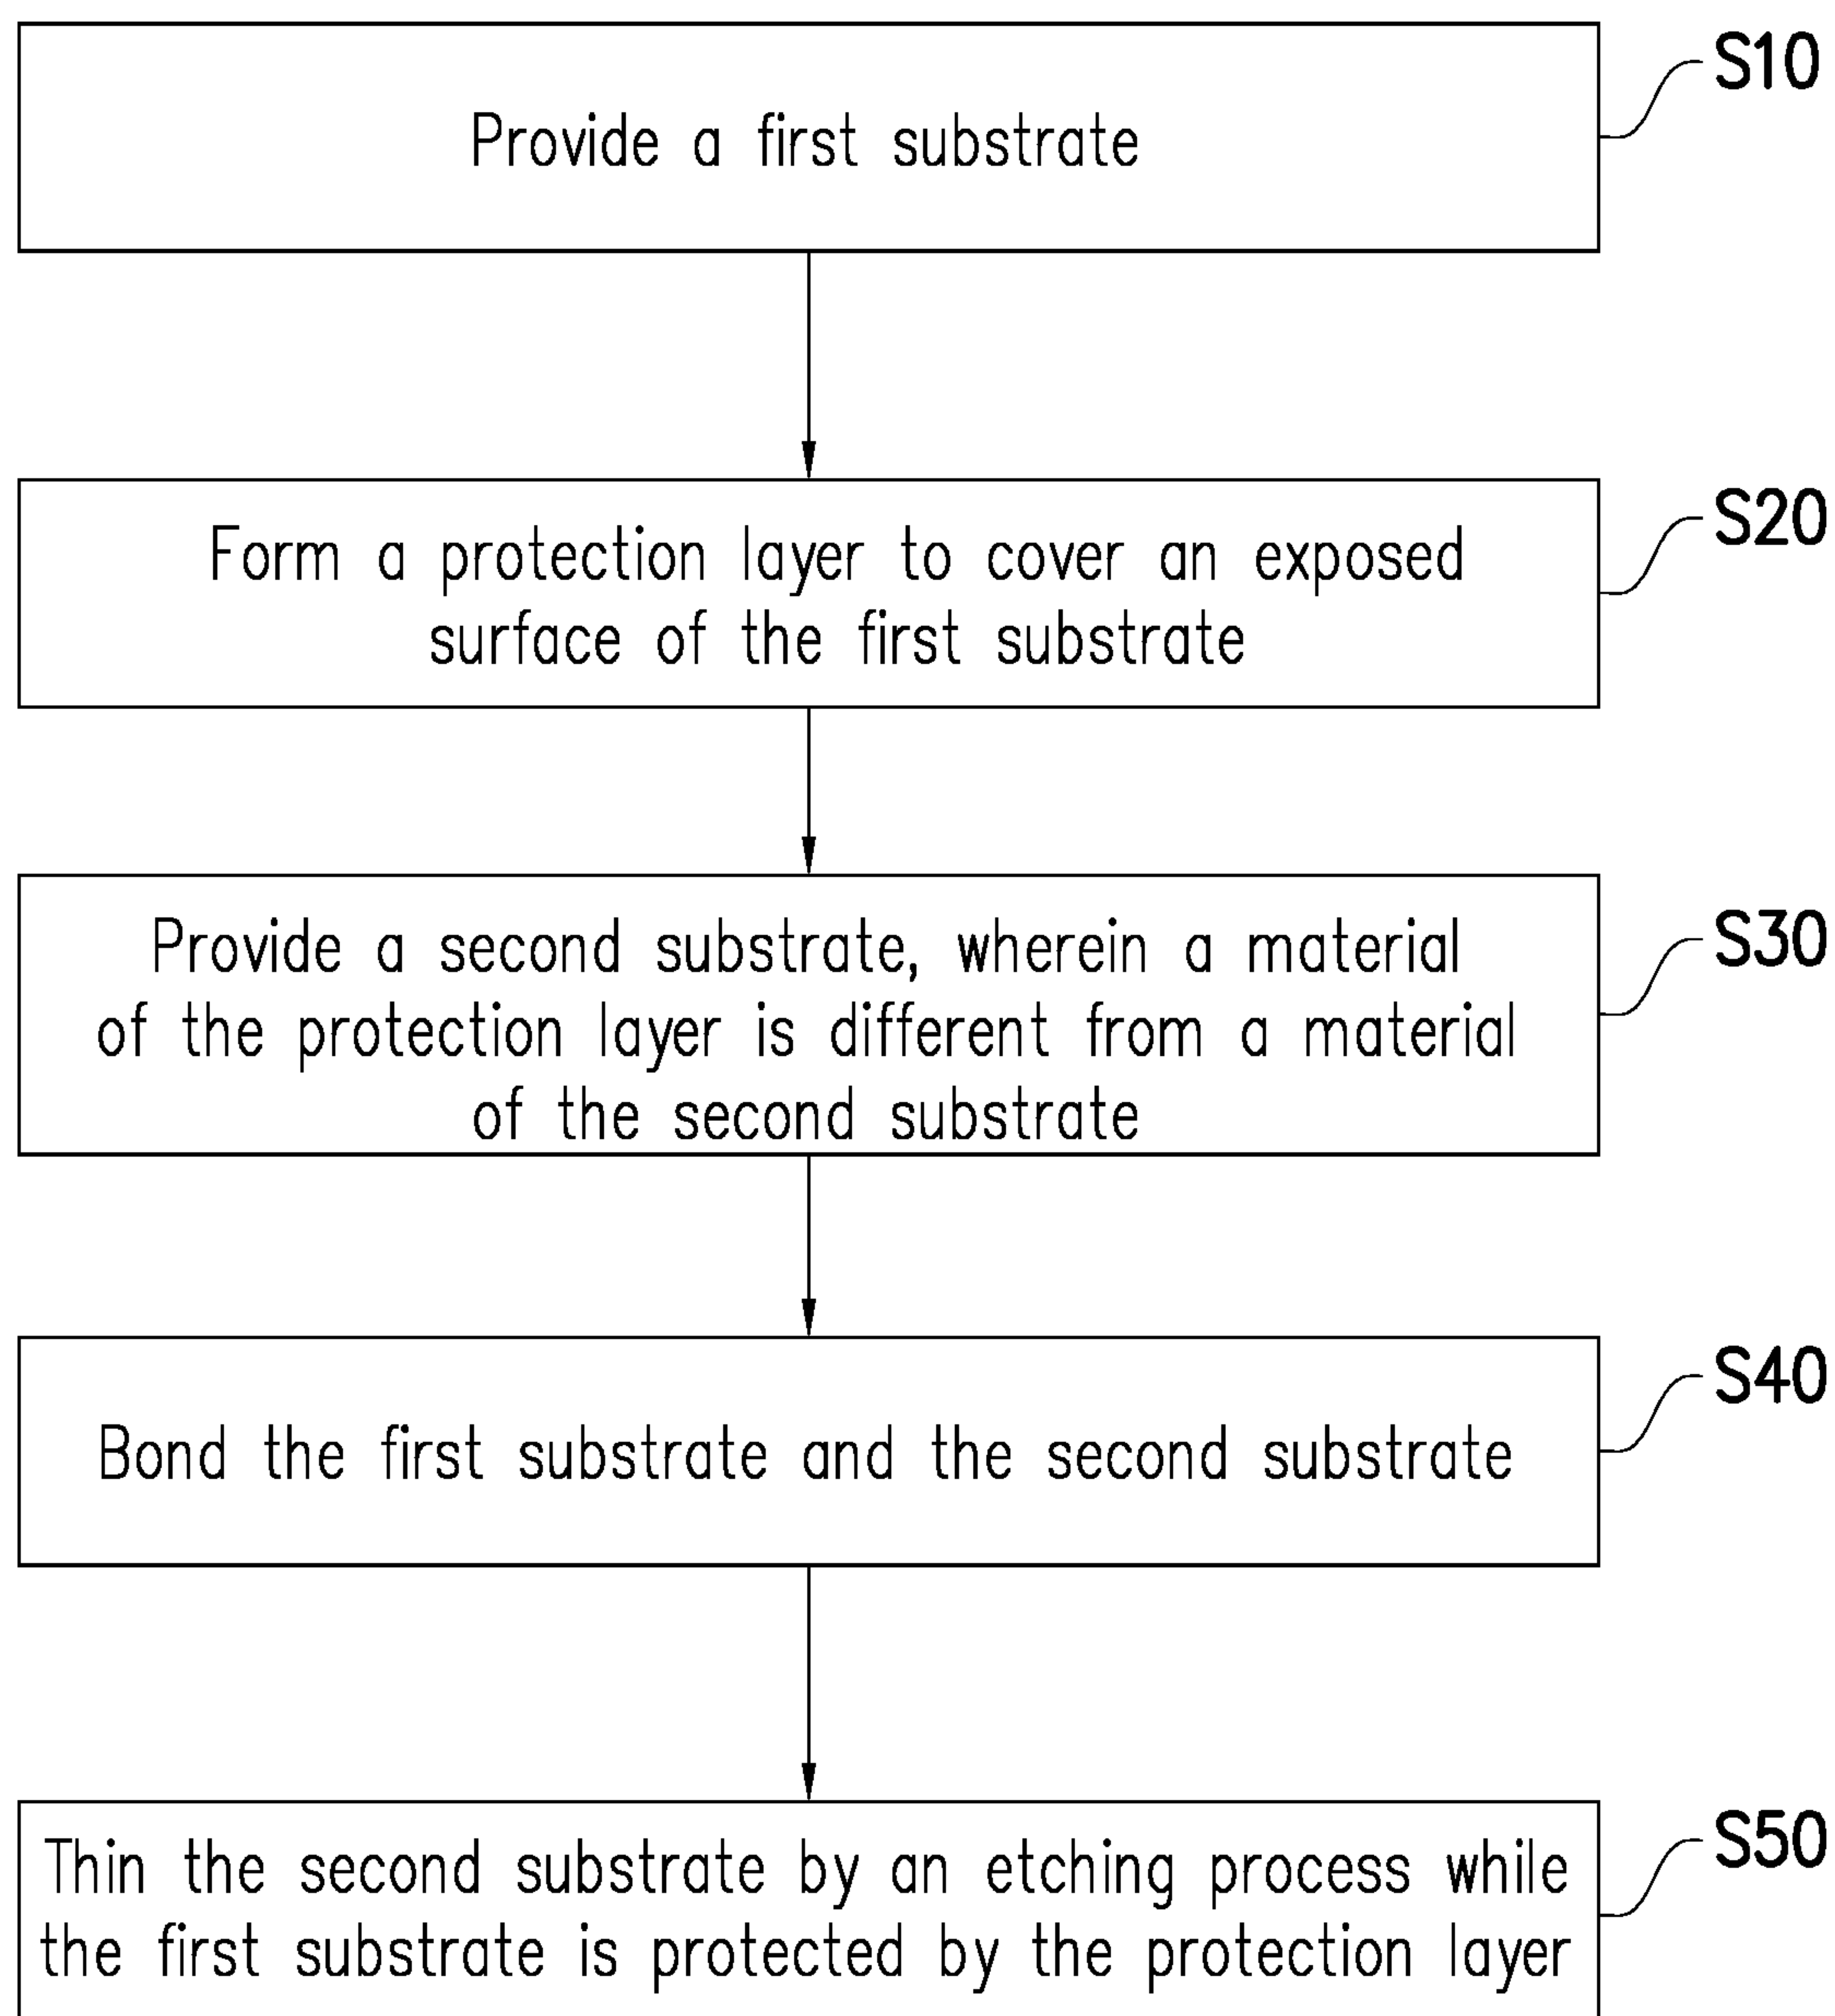 S10
Provide a first substrate
S20
Form a protection layer to cover an exposed
surface of the first substrate
S30
Provide a second substrate, wherein a material
of the protection layer is different from a material
of the second substrate
S40
Bond the first substrate and the second substrate
S50
Thin the second substrate by an etching process while
the first substrate is protected by the protection layer